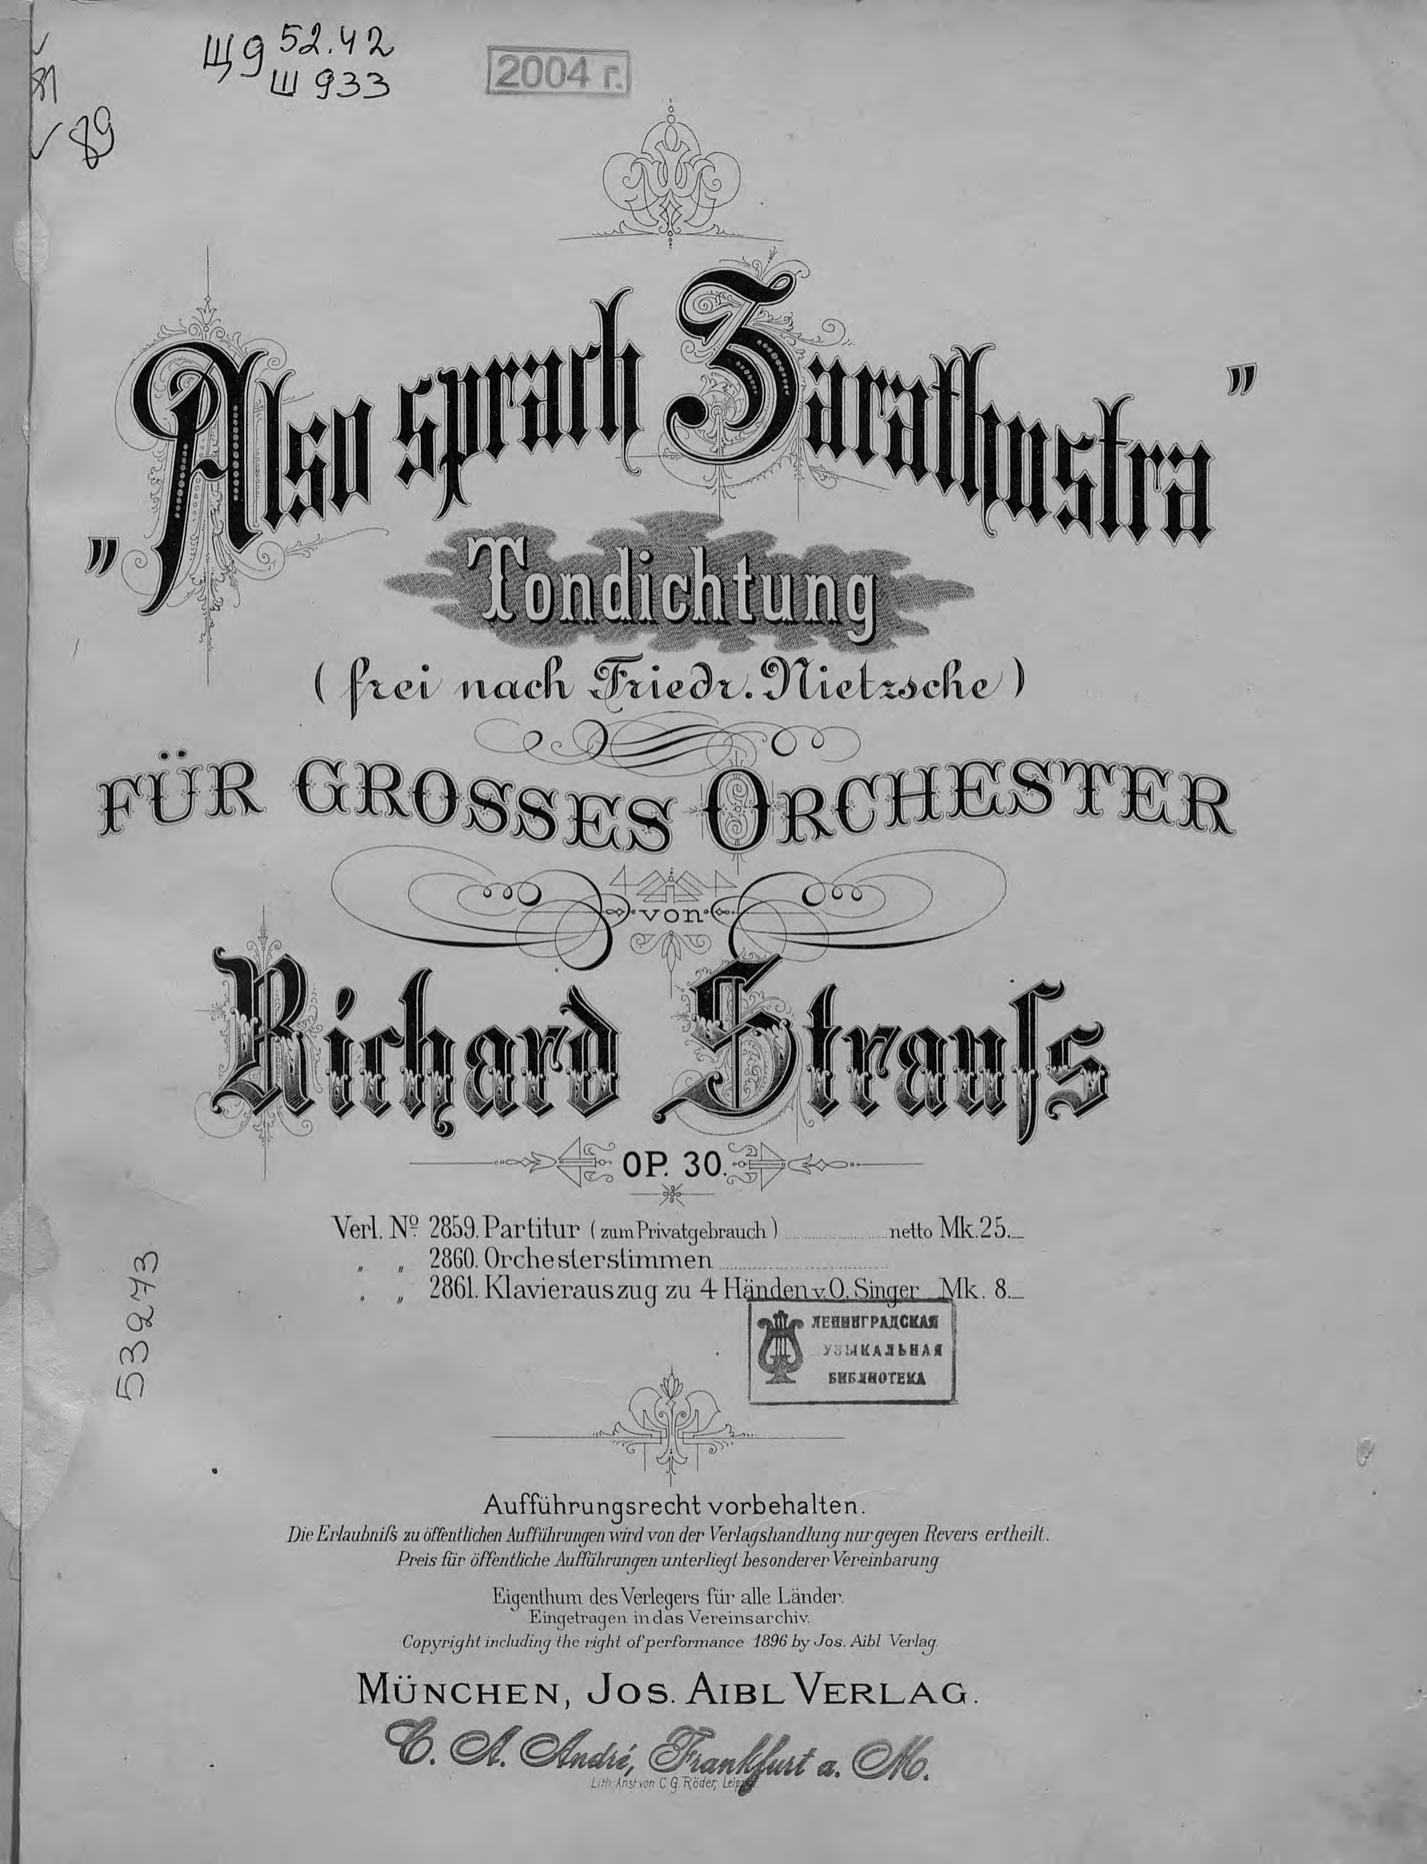 Щ9 52.42
Ш 933
2004 г.
81
89
„Also sprach Zarathustra”
Tondichtung
(frei nach Friedr. Nietzsche)
FÜR GROSSES ORCHESTER
von
Richard Strauſs
OP. 30.
Verl. No. 2859. Partitur (zum Privatgebrauch) netto Mk. 25._
„ „ 2860. Orchesterstimmen
„ „ 2861. Klavierauszug zu 4 Händen v. O. Singer Mk. 8._
ЛЕНИНГРАДСКАЯ
УЗЫКАЛЬНАЯ
БИБЛИОТЕКА
539273
Aufführungsrecht vorbehalten.
Die Erlaubniſs zu öffentlichen Aufführungen wird von der Verlagshandlung nur gegen Revers ertheilt.
Preis für öffentliche Aufführungen unterliegt besonderer Vereinbarung
Eigenthum des Verlegers für alle Länder.
Eingetragen in das Vereinsarchiv.
Copyright including the right of performance 1896 by Jos. Aibl Verlag.
MÜNCHEN, JOS. AIBL VERLAG.
C. A. André, Frankfurt a. M.
Lith. Anst von C. G. Röder, Leipzig